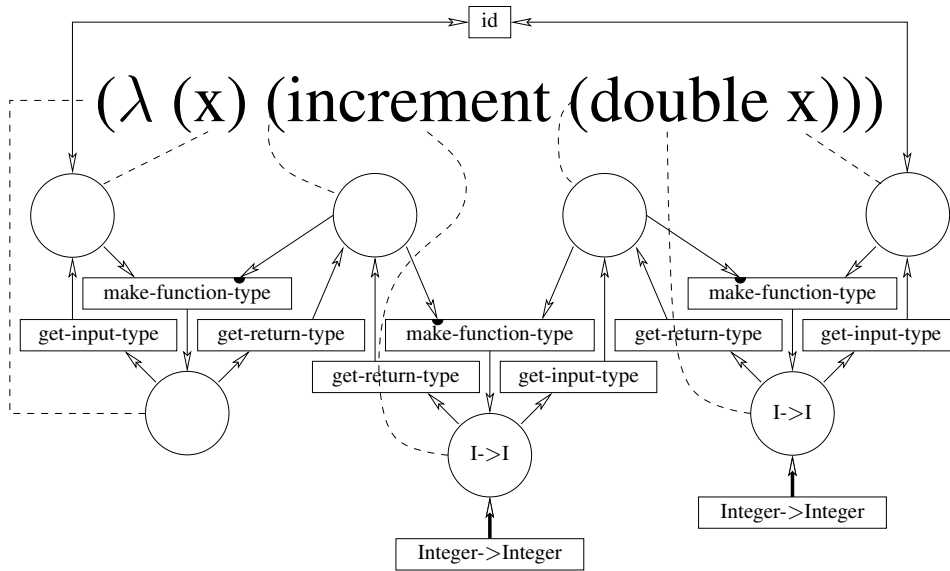 id
(λ (x) (increment (double x)))
make-function-type
make-function-type
get-input-type
get-return-type
make-function-type
get-return-type
get-input-type
get-return-type
get-input-type
I->I
I->I
Integer->Integer
Integer->Integer